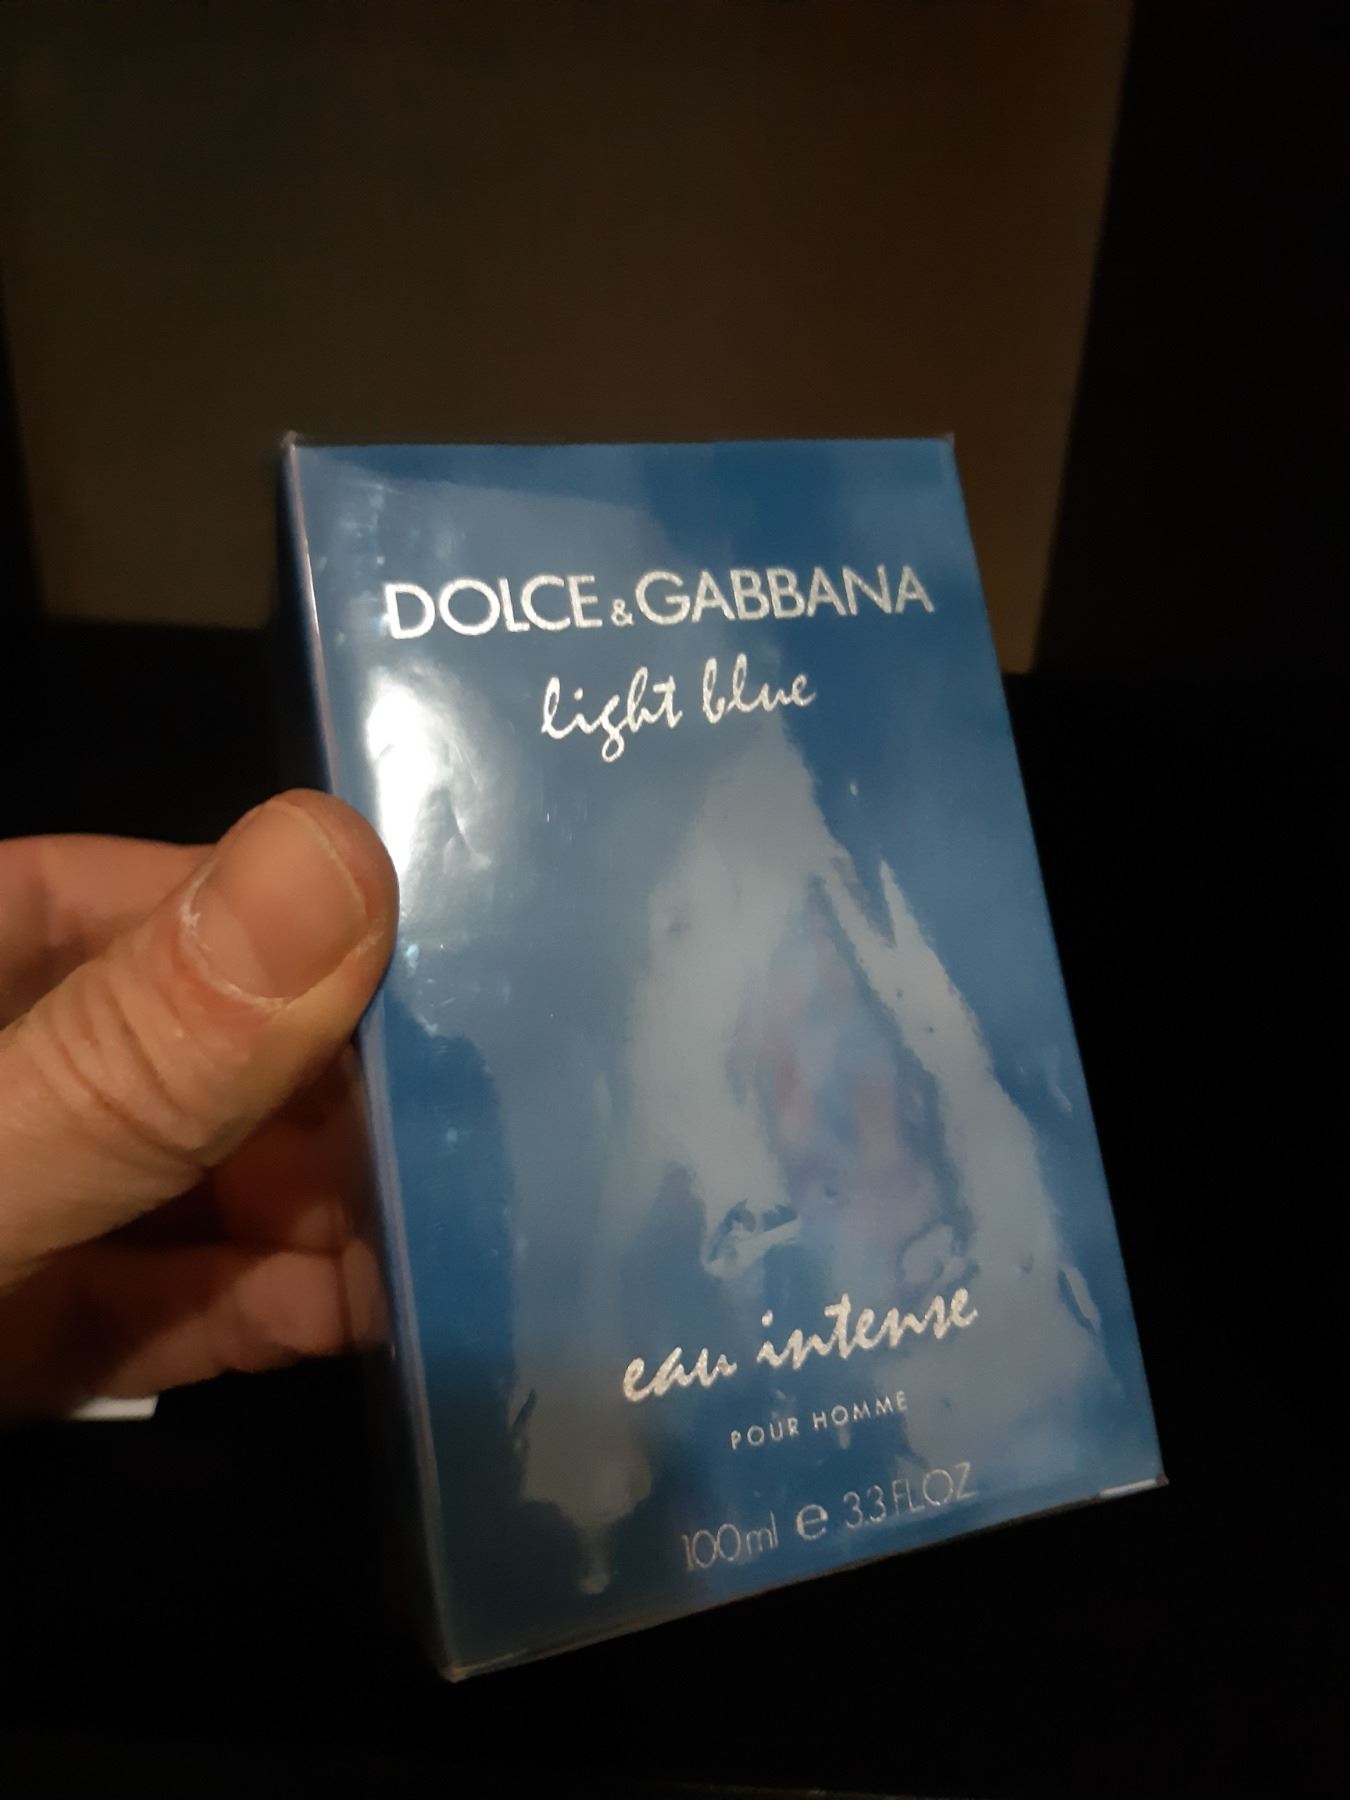 DOLCE & GABBANA
light blue
eau intense
POUR HOMME
100ml e 3.3 FL.OZ